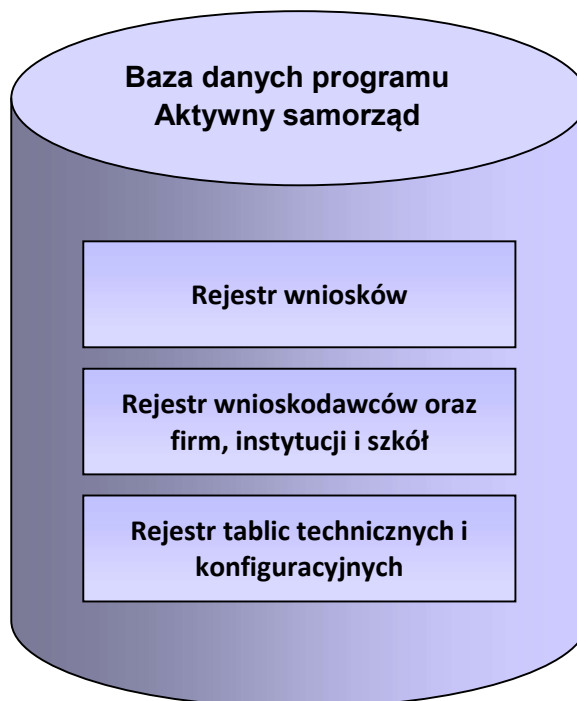 Baza danych programu
Aktywny samorząd
Rejestr wniosków
Rejestr wnioskodawców oraz
firm, instytucji i szkół
Rejestr tablic technicznych i
konfiguracyjnych